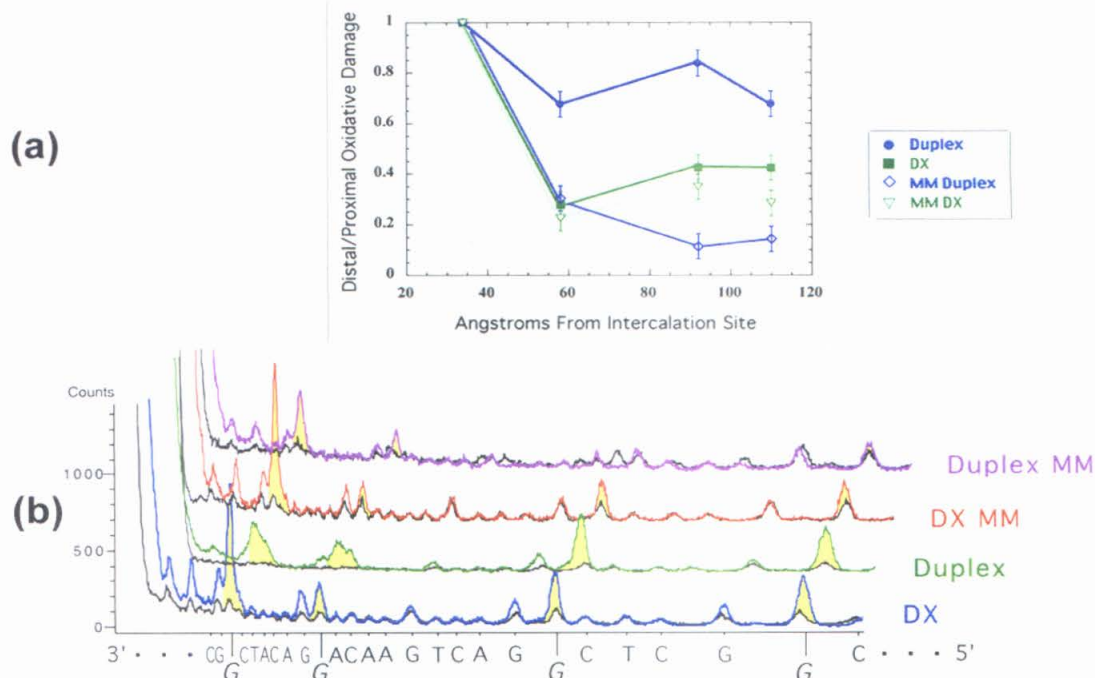 (a)
Distal/Proximal Oxidative Damage
1
0.8
0.6
0.4
0.2
0
20 40 60 80 100 120
Angstroms From Intercalation Site
Duplex
DX
MM Duplex
MM DX
(b)
Counts
1000
500
0
Duplex MM
DX MM
Duplex
DX
3' · · · CG CTACA G ACAA G TCA G C T C G C · · · 5'
G G G G